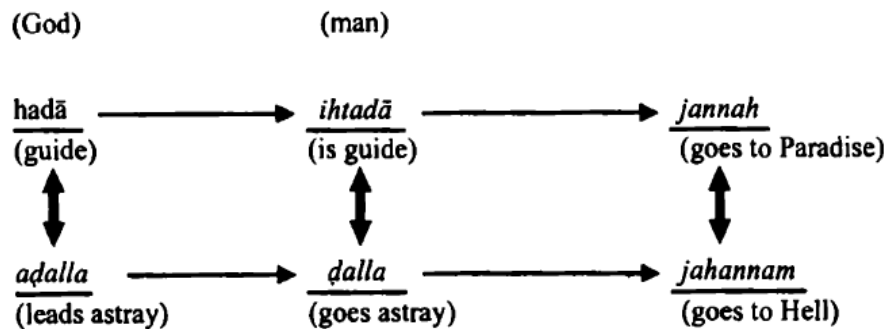 (God) (man)
hadā ihtadā jannah
(guide) (is guide) (goes to Paradise)
aḍalla ḍalla jahannam
(leads astray) (goes astray) (goes to Hell)